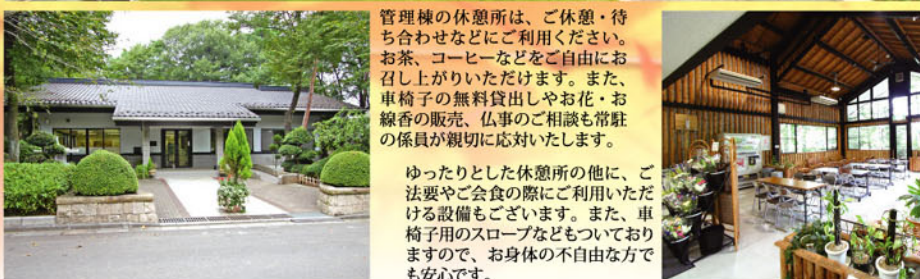 管理棟の休憩所は、ご休憩・待
ち合わせなどにご利用ください。
お茶、コーヒーなどをご自由にお
召し上がりいただけます。また、
車椅子の無料貸出しやお花・お
線香の販売、仏事のご相談も常駐
の係員が親切に応対いたします。
ゆったりとした休憩所の他に、ご
法要やご会食の際にご利用いただ
ける設備もございます。また、車
椅子用のスロープなどもついており
ますので、お身体の不自由な方で
も安心です。